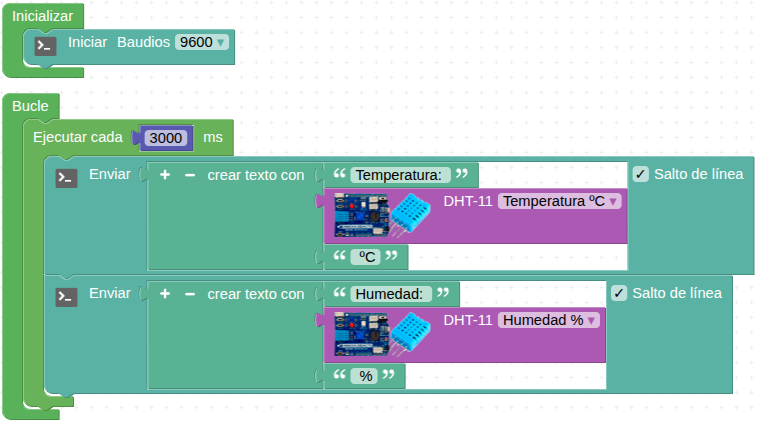 Inicializar
Iniciar Baudios 9600
Bucle
Ejecutar cada 3000 ms
Enviar + - crear texto con “ Temperatura: ” ✓ Salto de línea
DHT-11 Temperatura ºC
“ ºC ”
Enviar + - crear texto con “ Humedad: ” ✓ Salto de línea
DHT-11 Humedad %
“ % ”